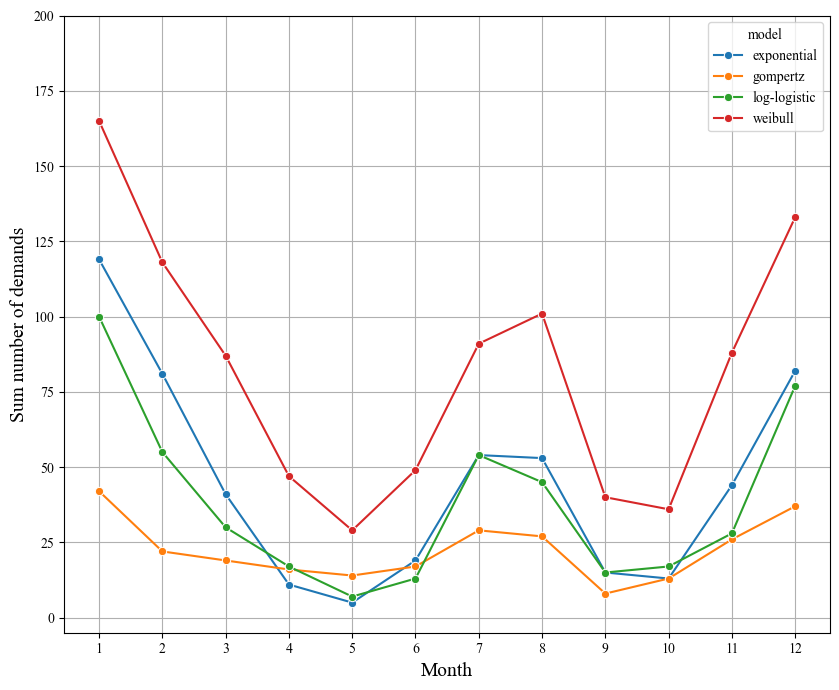 200
175
150
125
100
75
50
25
0
Sum number of demands
model
exponential
gompertz
log-logistic
weibull
1 2 3 4 5 6 7 8 9 10 11 12
Month